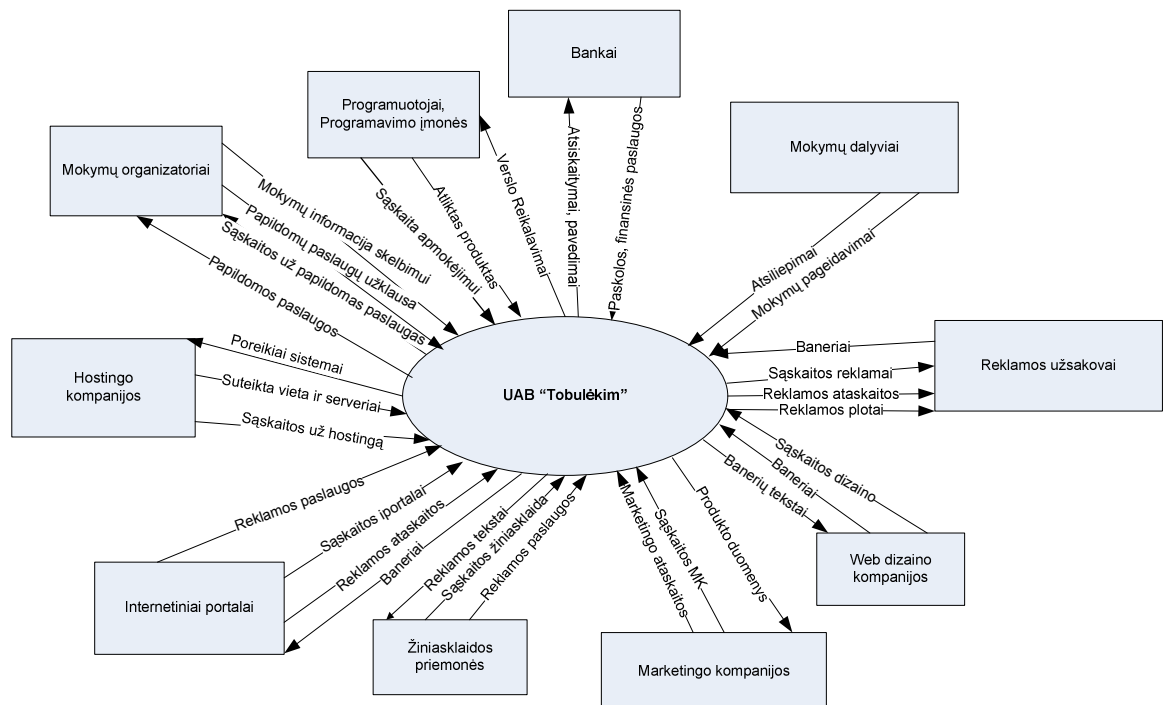 Bankai
Programuotojai,
Programavimo įmonės
Mokymų dalyviai
Mokymų organizatoriai
Verslo Reikalavimai
Atsiskaitymai, pavedimai
Paskolos, finansinės paslaugos
Sąskaita apmokėjimui
Atliktas produktas
Mokymų informacija skelbimui
Papildomų paslaugų užklausa
Sąskaitos už papildomas paslaugas
Papildomos paslaugos
Atsiliepimai
Mokymų pageidavimai
Hostingo
kompanijos
Poreikiai sistemai
Suteikta vieta ir serveriai
Sąskaitos už hostingą
UAB “Tobulėkim”
Baneriai
Sąskaitos reklamai
Reklamos ataskaitos
Reklamos plotai
Reklamos užsakovai
Reklamos paslaugos
Sąskaitos iportalai
Reklamos ataskaitos
Baneriai
Reklamos tekstai
Sąskaitos žiniasklaida
Reklamos paslaugos
Marketingo ataskaitos
Sąskaitos MK
Produkto duomenys
Banerių tekstai
Baneriai
Sąskaitos dizaino
Internetiniai portalai
Žiniasklaidos
priemonės
Marketingo kompanijos
Web dizaino
kompanijos